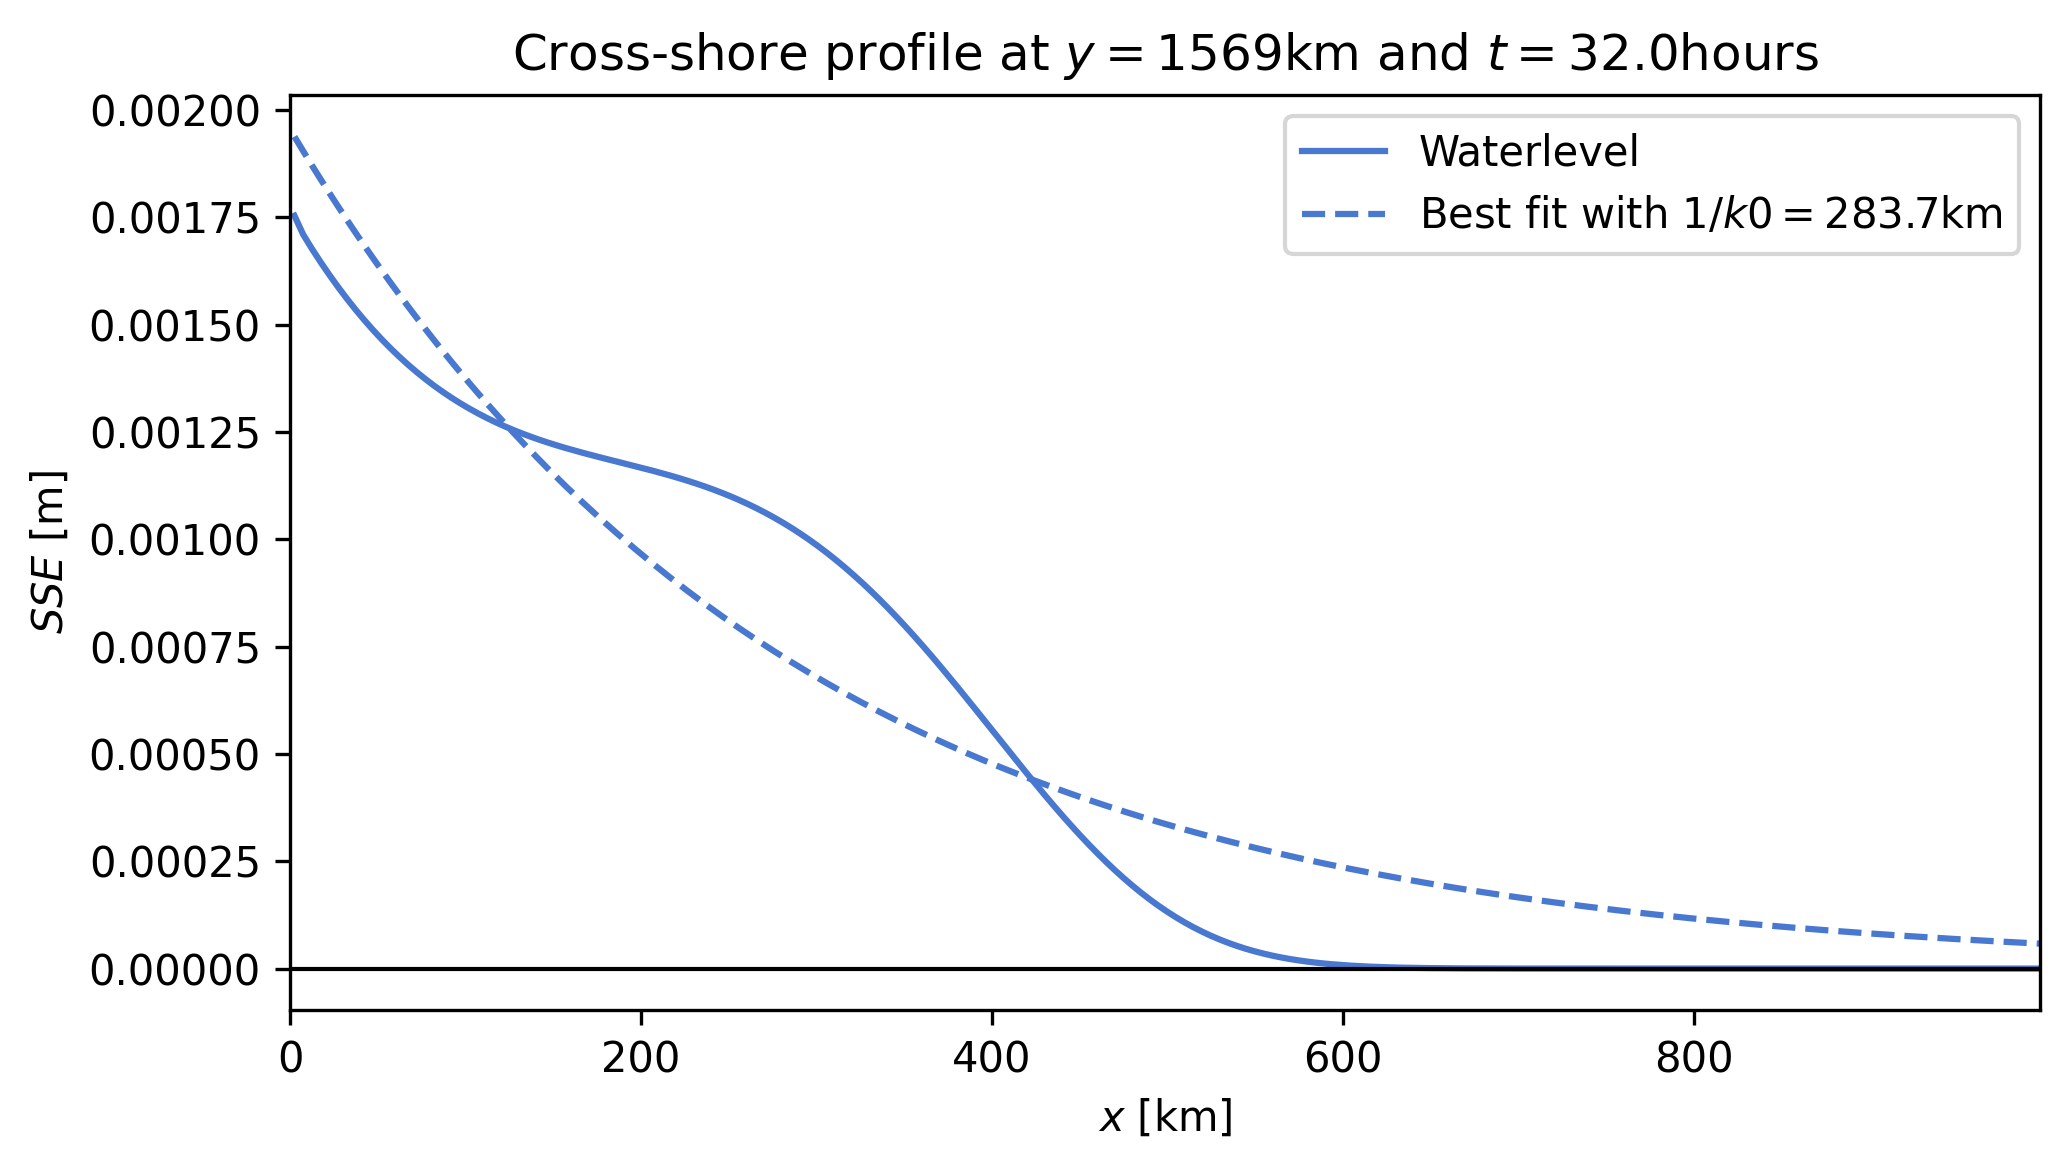 Cross-shore profile at y = 1569km and t = 32.0hours
Waterlevel
Best fit with 1/k0 = 283.7km
SSE [m]
0.00200
0.00175
0.00150
0.00125
0.00100
0.00075
0.00050
0.00025
0.00000
0 200 400 600 800
x [km]